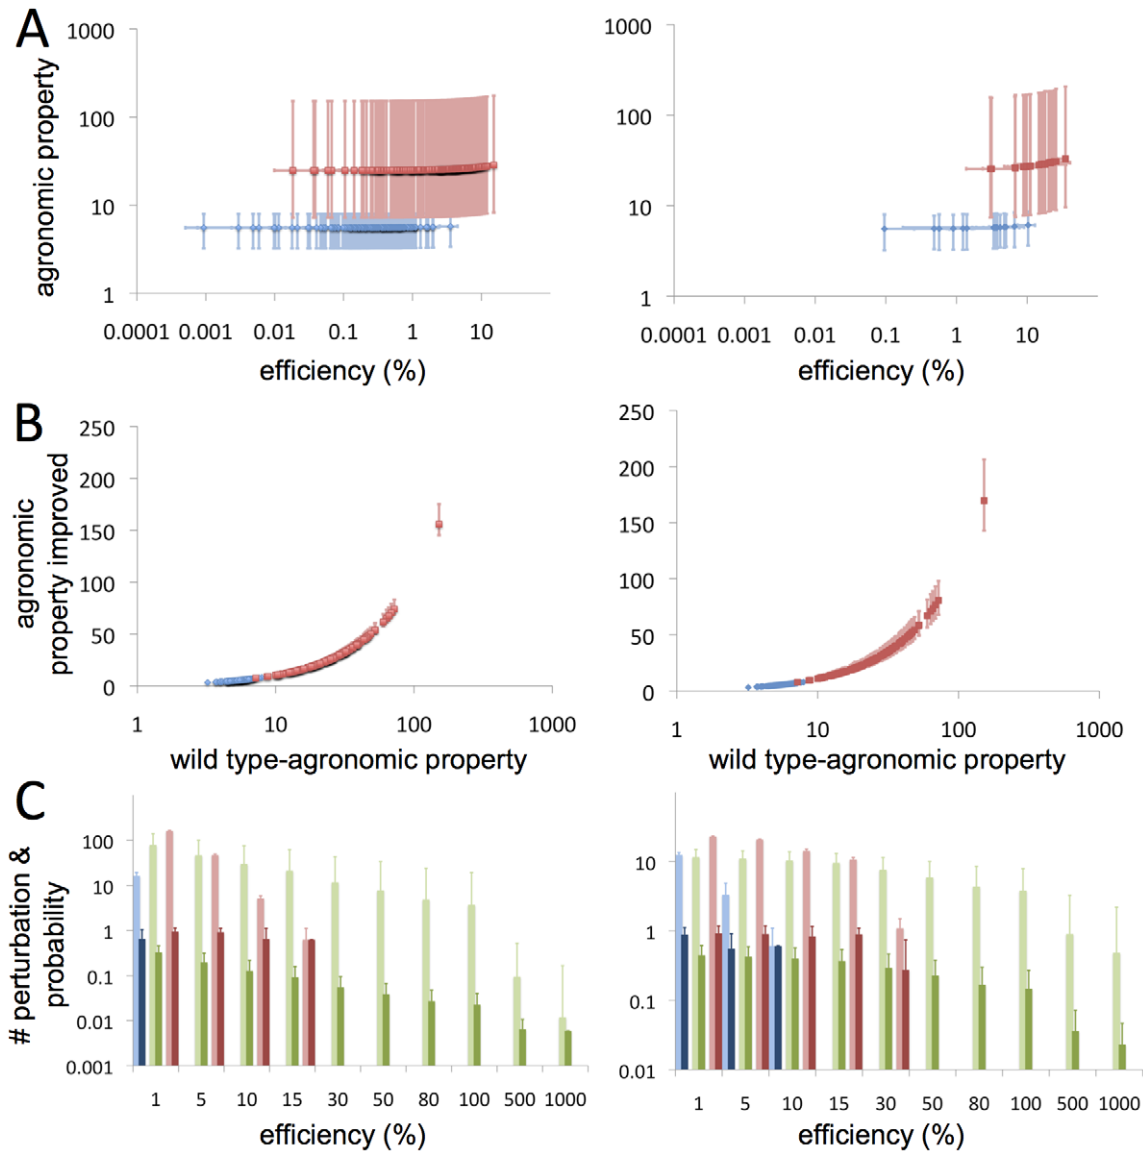 A
agronomic property
1000
100
10
1
0.0001 0.001 0.01 0.1 1 10
efficiency (%)
1000
100
10
1
0.0001 0.001 0.01 0.1 1 10
efficiency (%)
B
agronomic
property improved
250
200
150
100
50
0
1 10 100 1000
wild type-agronomic property
250
200
150
100
50
0
1 10 100 1000
wild type-agronomic property
C
# perturbation &
probability
100
10
1
0.1
0.01
0.001
1 5 10 15 30 50 80 100 500 1000
efficiency (%)
10
1
0.1
0.01
1 5 10 15 30 50 80 100 500 1000
efficiency (%)